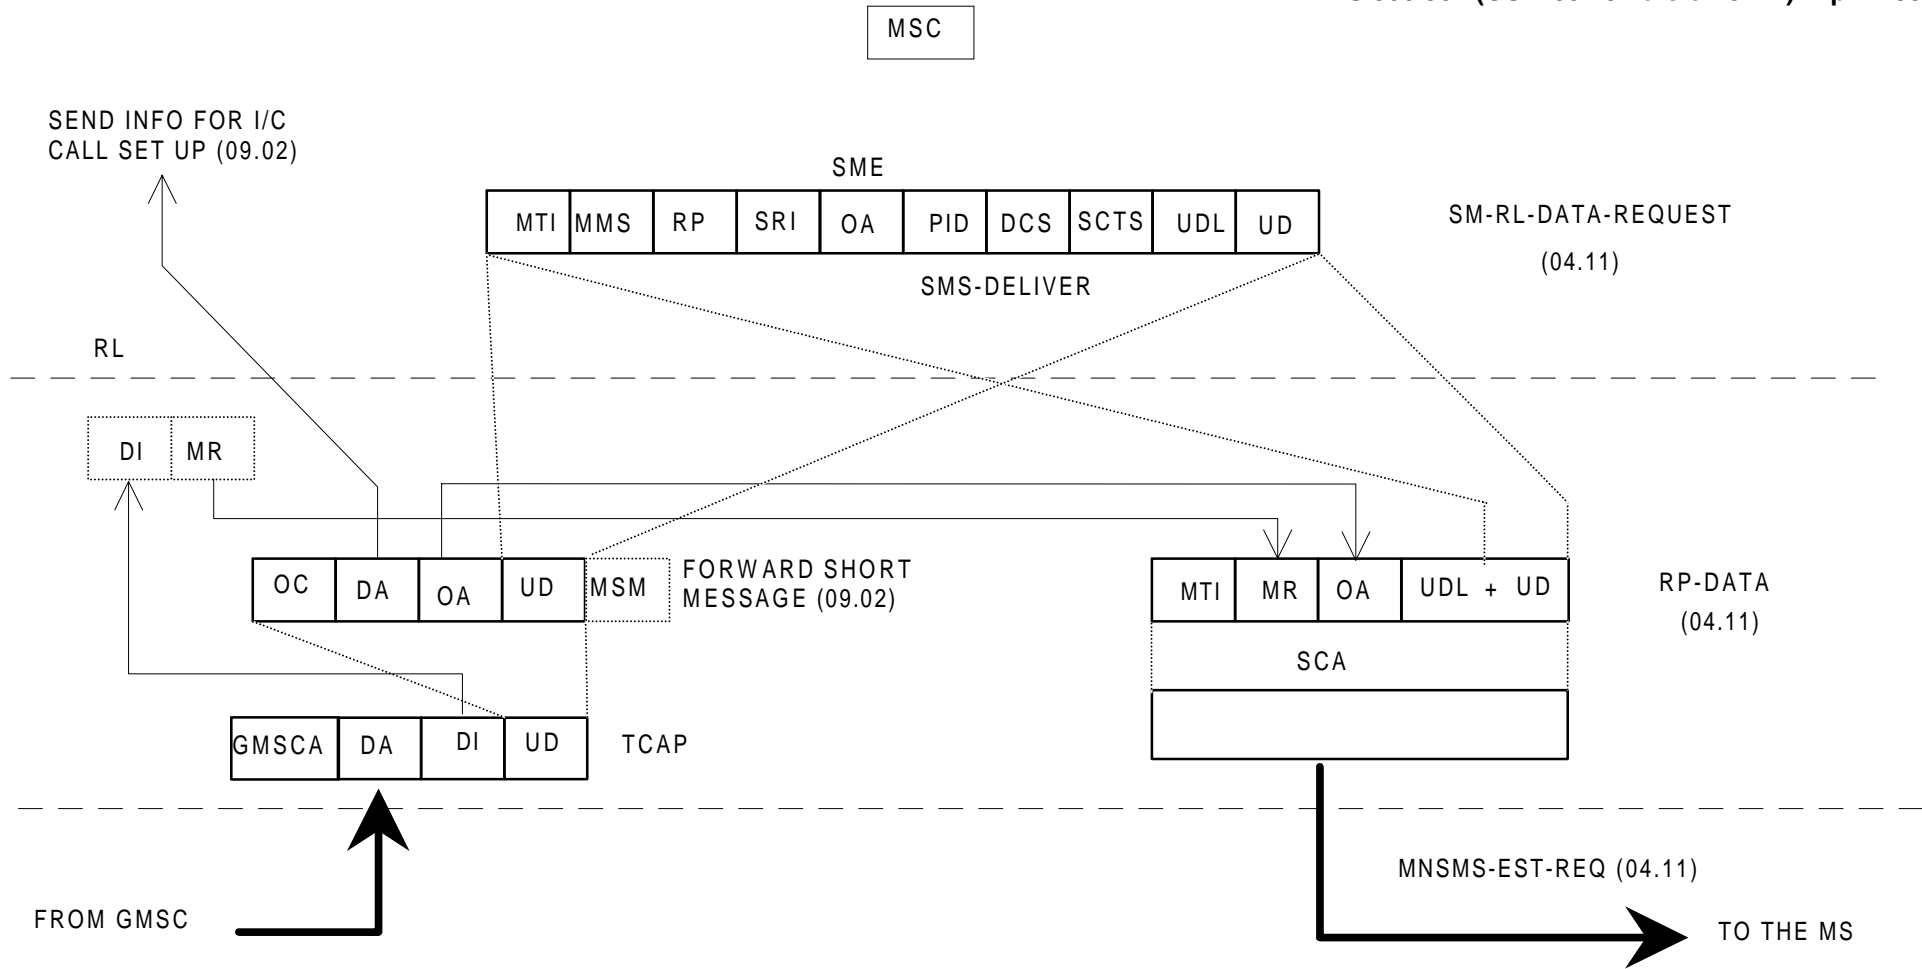 MSC
SEND INFO FOR I/C
CALL SET UP (09.02)
SME
MTI MMS RP SRI OA PID DCS SCTS UDL UD
SM-RL-DATA-REQUEST
(04.11)
SMS-DELIVER
RL
DI MR
OC DA OA UD MSM
FORWARD SHORT
MESSAGE (09.02)
MTI MR OA UDL + UD
RP-DATA
(04.11)
SCA
GMSCA DA DI UD TCAP
MNSMS-EST-REQ (04.11)
FROM GMSC
TO THE MS